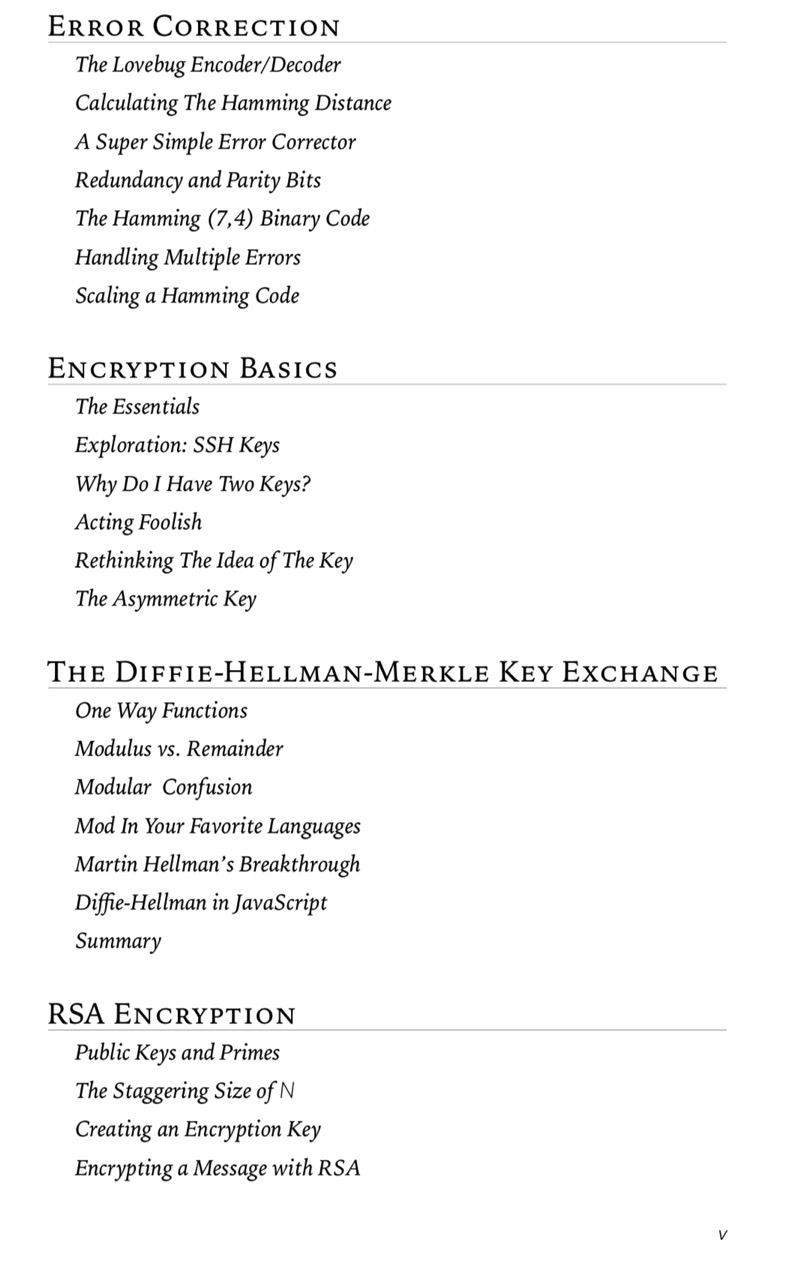 Error Correction
The Lovebug Encoder/Decoder
Calculating The Hamming Distance
A Super Simple Error Corrector
Redundancy and Parity Bits
The Hamming (7,4) Binary Code
Handling Multiple Errors
Scaling a Hamming Code
Encryption Basics
The Essentials
Exploration: SSH Keys
Why Do I Have Two Keys?
Acting Foolish
Rethinking The Idea of The Key
The Asymmetric Key
The Diffie-Hellman-Merkle Key Exchange
One Way Functions
Modulus vs. Remainder
Modular  Confusion
Mod In Your Favorite Languages
Martin Hellman’s Breakthrough
Diffie-Hellman in JavaScript
Summary
RSA Encryption
Public Keys and Primes
The Staggering Size of N
Creating an Encryption Key
Encrypting a Message with RSA
v